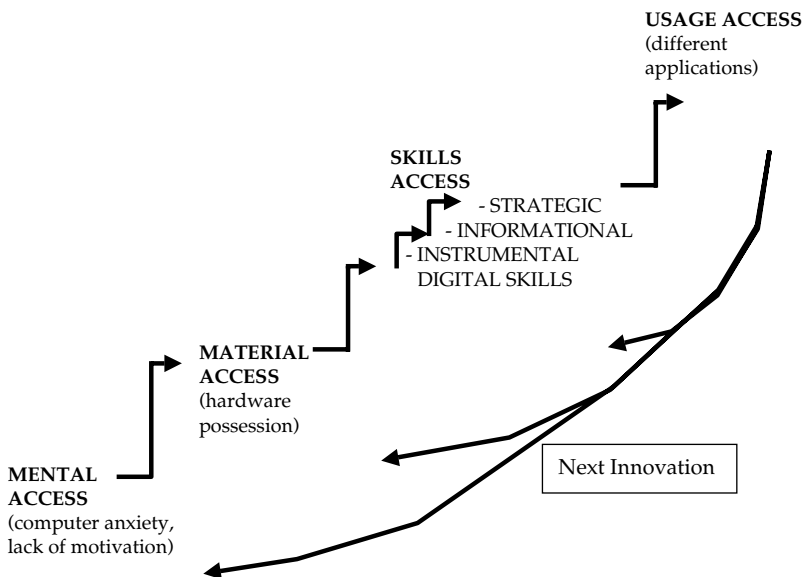 USAGE ACCESS
(different
applications)
SKILLS
ACCESS
- STRATEGIC
- INFORMATIONAL
- INSTRUMENTAL
DIGITAL SKILLS
MATERIAL
ACCESS
(hardware
possession)
Next Innovation
MENTAL
ACCESS
(computer anxiety,
lack of motivation)